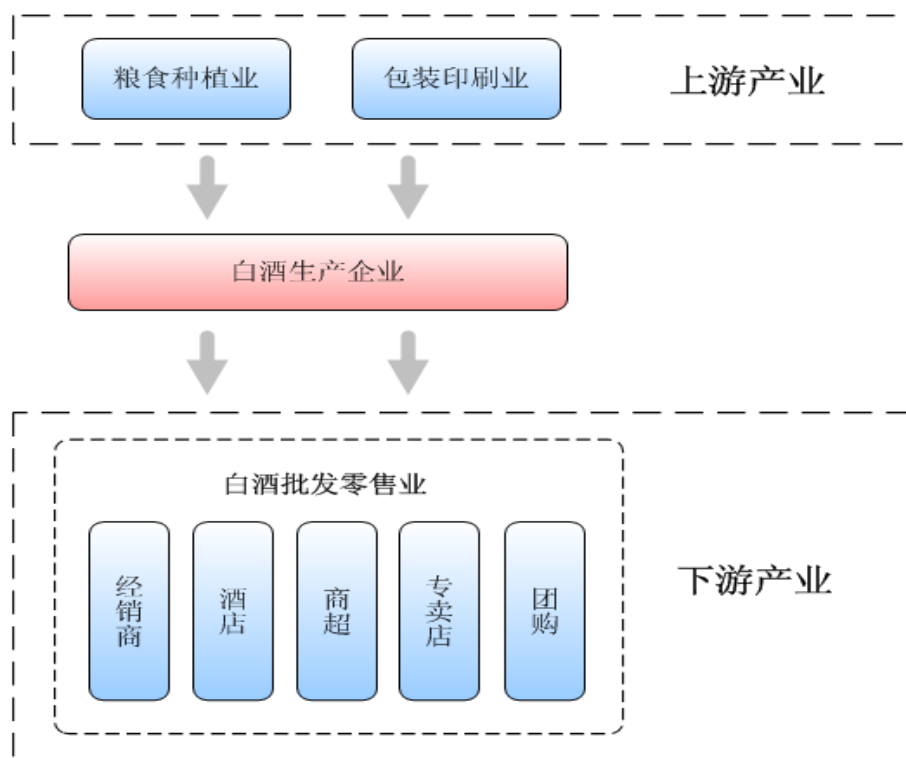 粮食种植业
包装印刷业
上游产业
白酒生产企业
白酒批发零售业
经销商
酒店
商超
专卖店
团购
下游产业